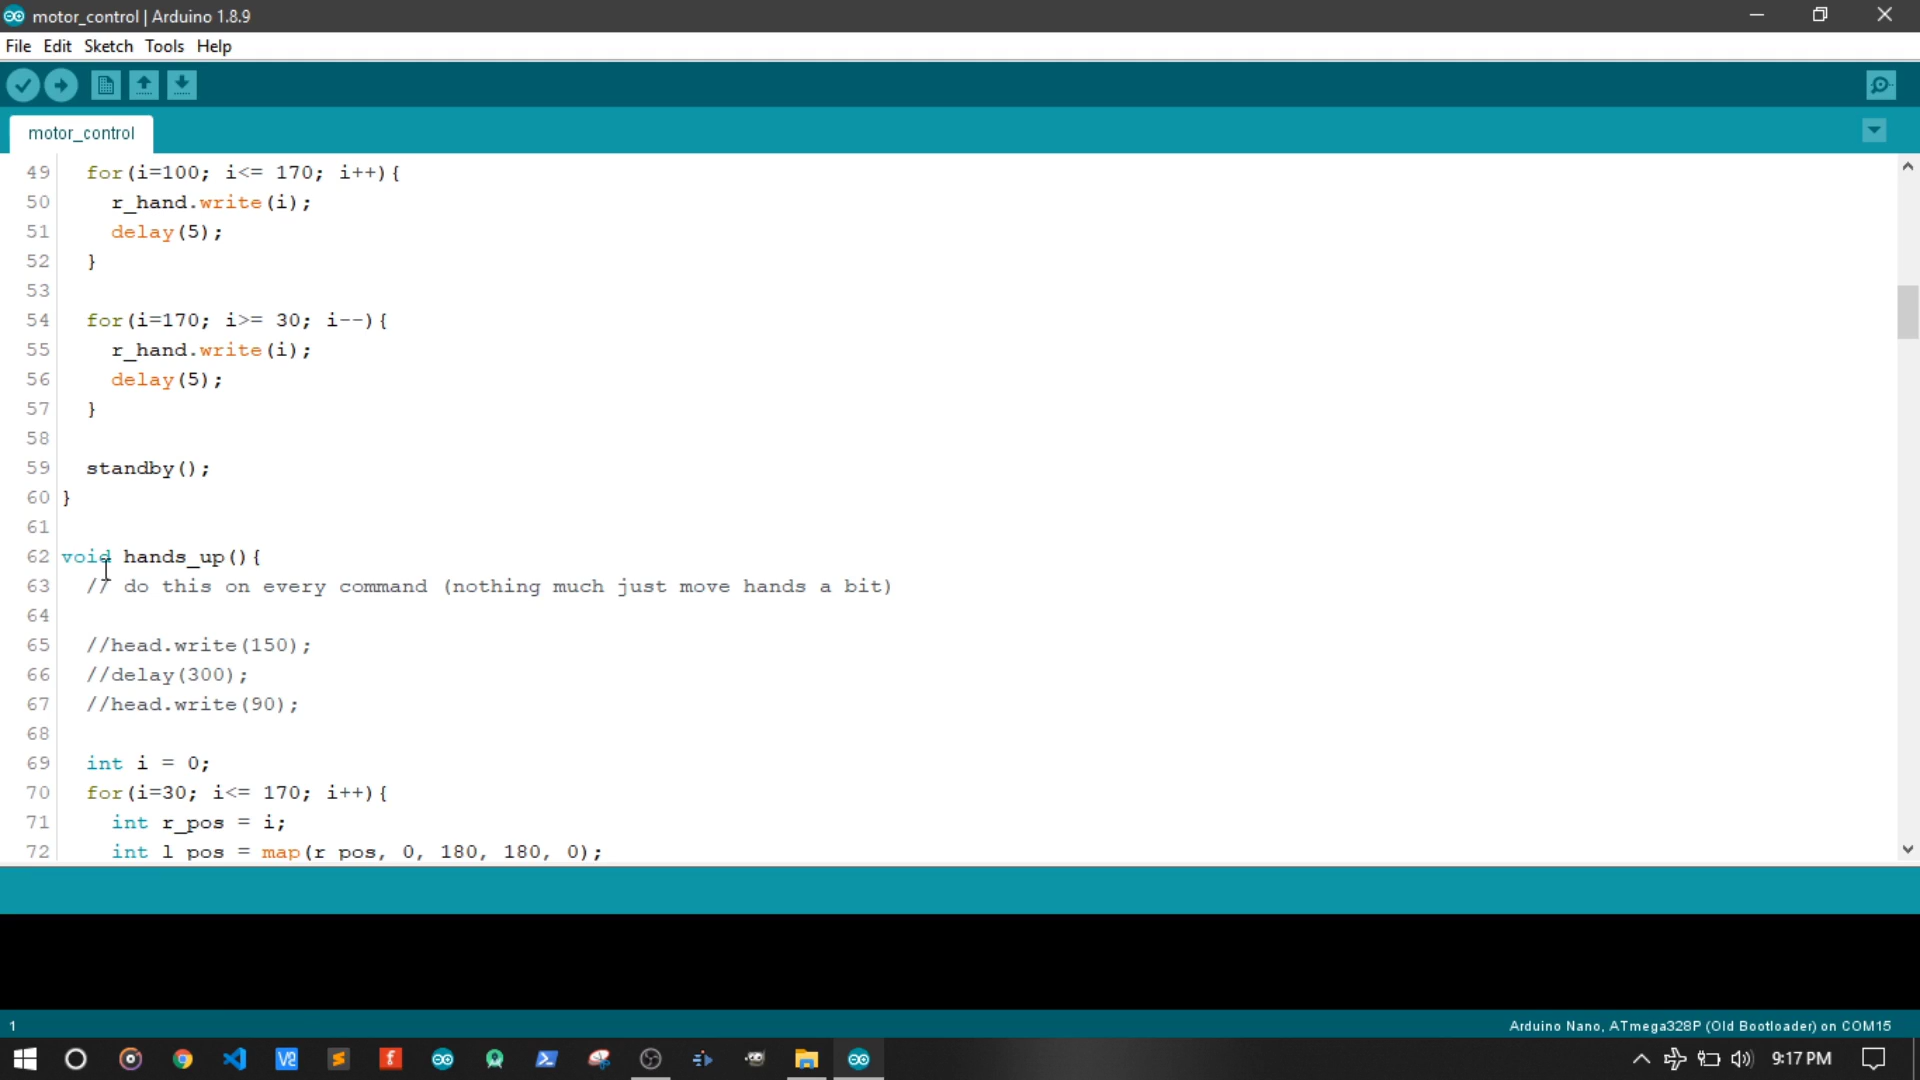 motor_control | Arduino 1.8.9
File Edit Sketch Tools Help
motor_control
49 for(i=100; i<= 170; i++){
50 r_hand.write(i);
51 delay(5);
52 }
53
54 for(i=170; i>= 30; i--){
55 r_hand.write(i);
56 delay(5);
57 }
58
59 standby();
60 }
61
62 void hands_up(){
63 // do this on every command (nothing much just move hands a bit)
64
65 //head.write(150);
66 //delay(300);
67 //head.write(90);
68
69 int i = 0;
70 for(i=30; i<= 170; i++){
71 int r_pos = i;
72 int l_pos = map(r_pos, 0, 180, 180, 0);
1 Arduino Nano, ATmega328P (Old Bootloader) on COM15
9:17 PM